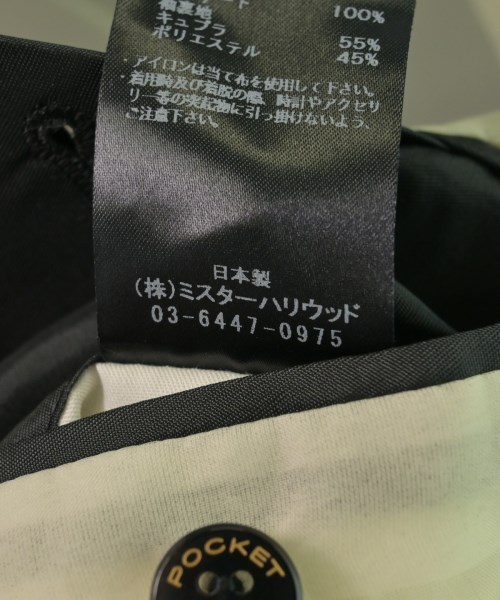 100%
袖裏地
キュプラ 55%
ポリエステル 45%
・アイロンは当て布を使用して下さい。
・着用時及び着脱の際、時計やアクセサ
リー等の突起物に引っ掛けないよう、
ご注意下さい。
日本製
(株)ミスターハリウッド
03-6447-0975
POCKET